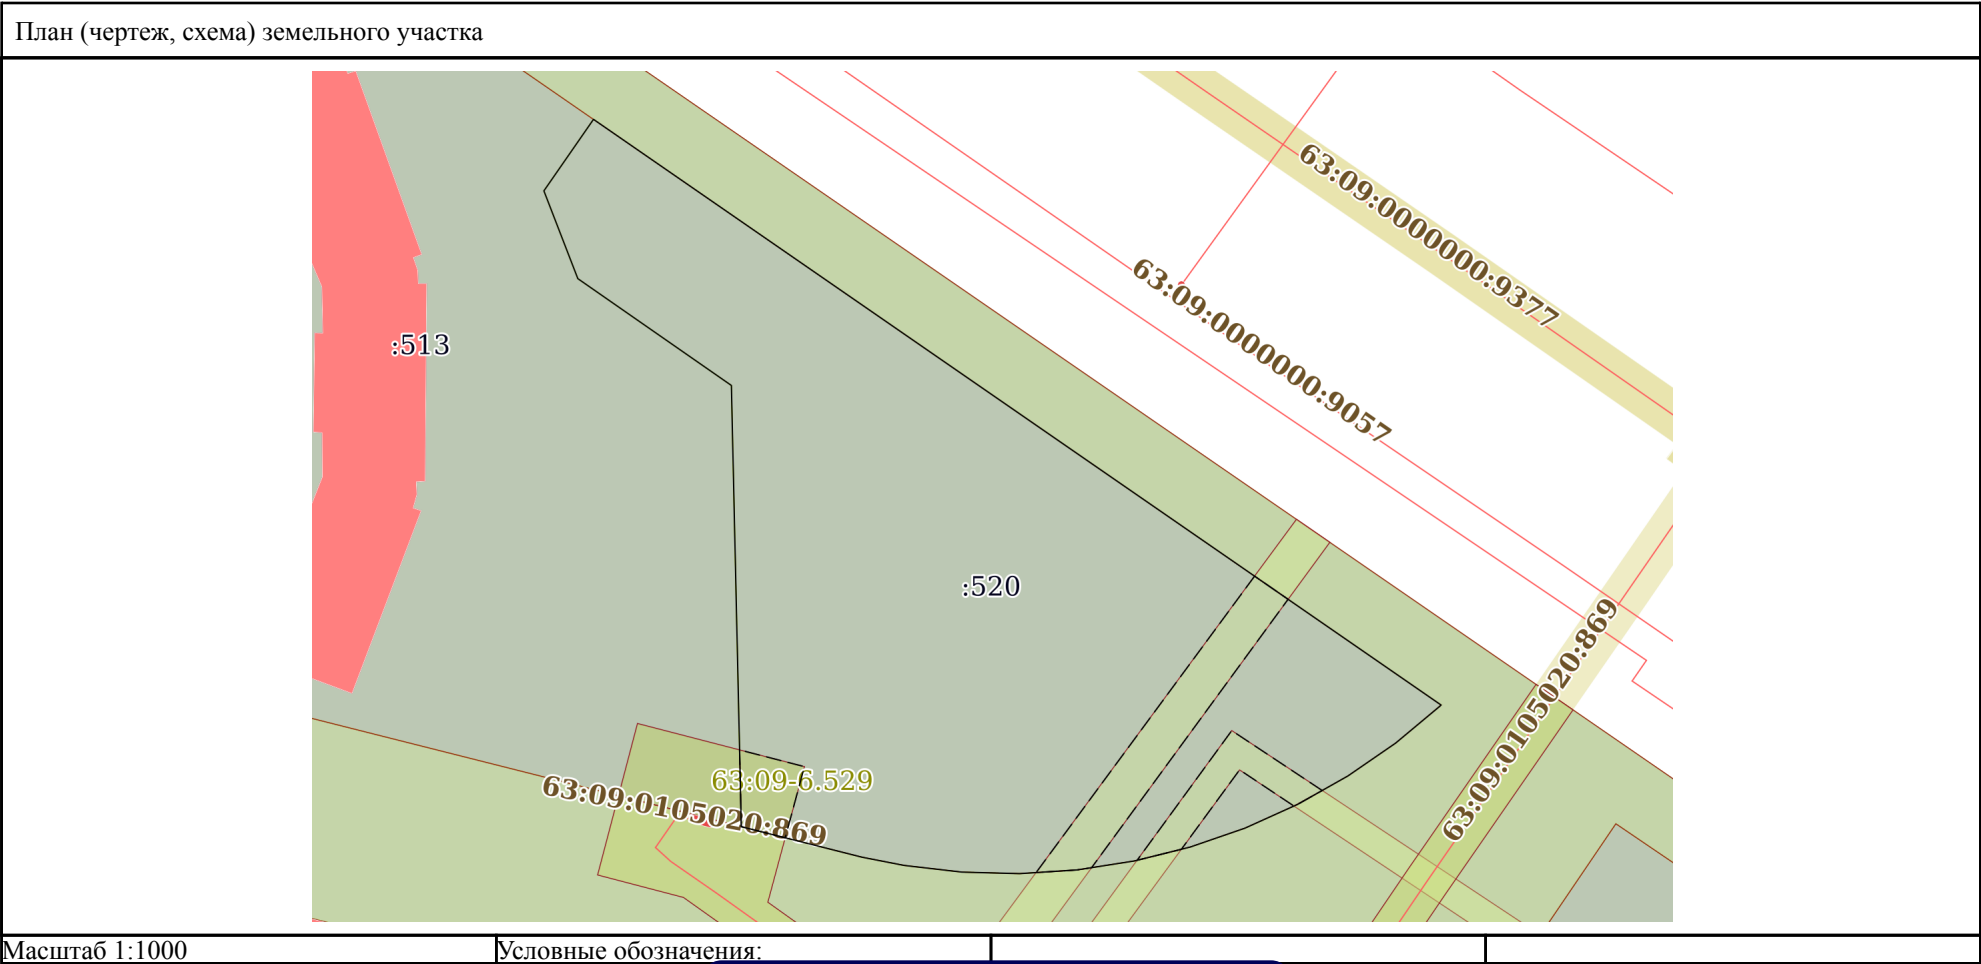 План (чертеж, схема) земельного участка
63:09:0000000:9377
63:09:0000000:9057
:513
:520
63:09:0105020:869
63:09-6.529
63:09:0105020:869
Масштаб 1:1000
Условные обозначения: